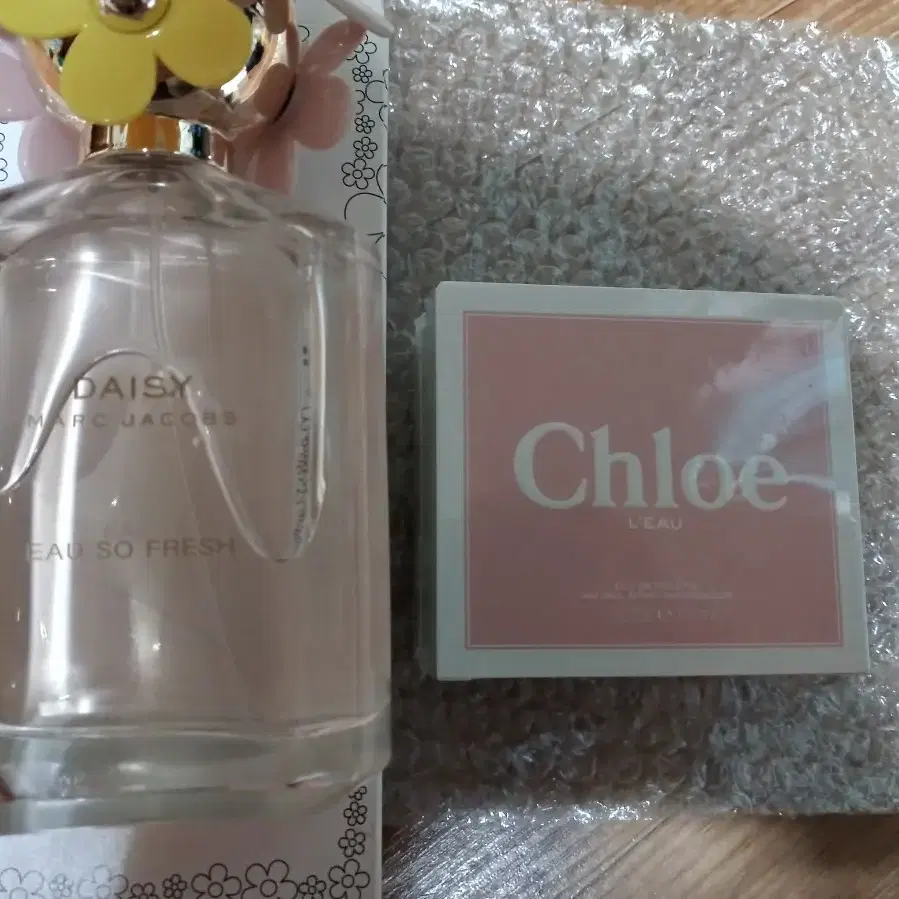 DAISY
MARC JACOBS
EAU SO FRESH
Chloé
L'EAU